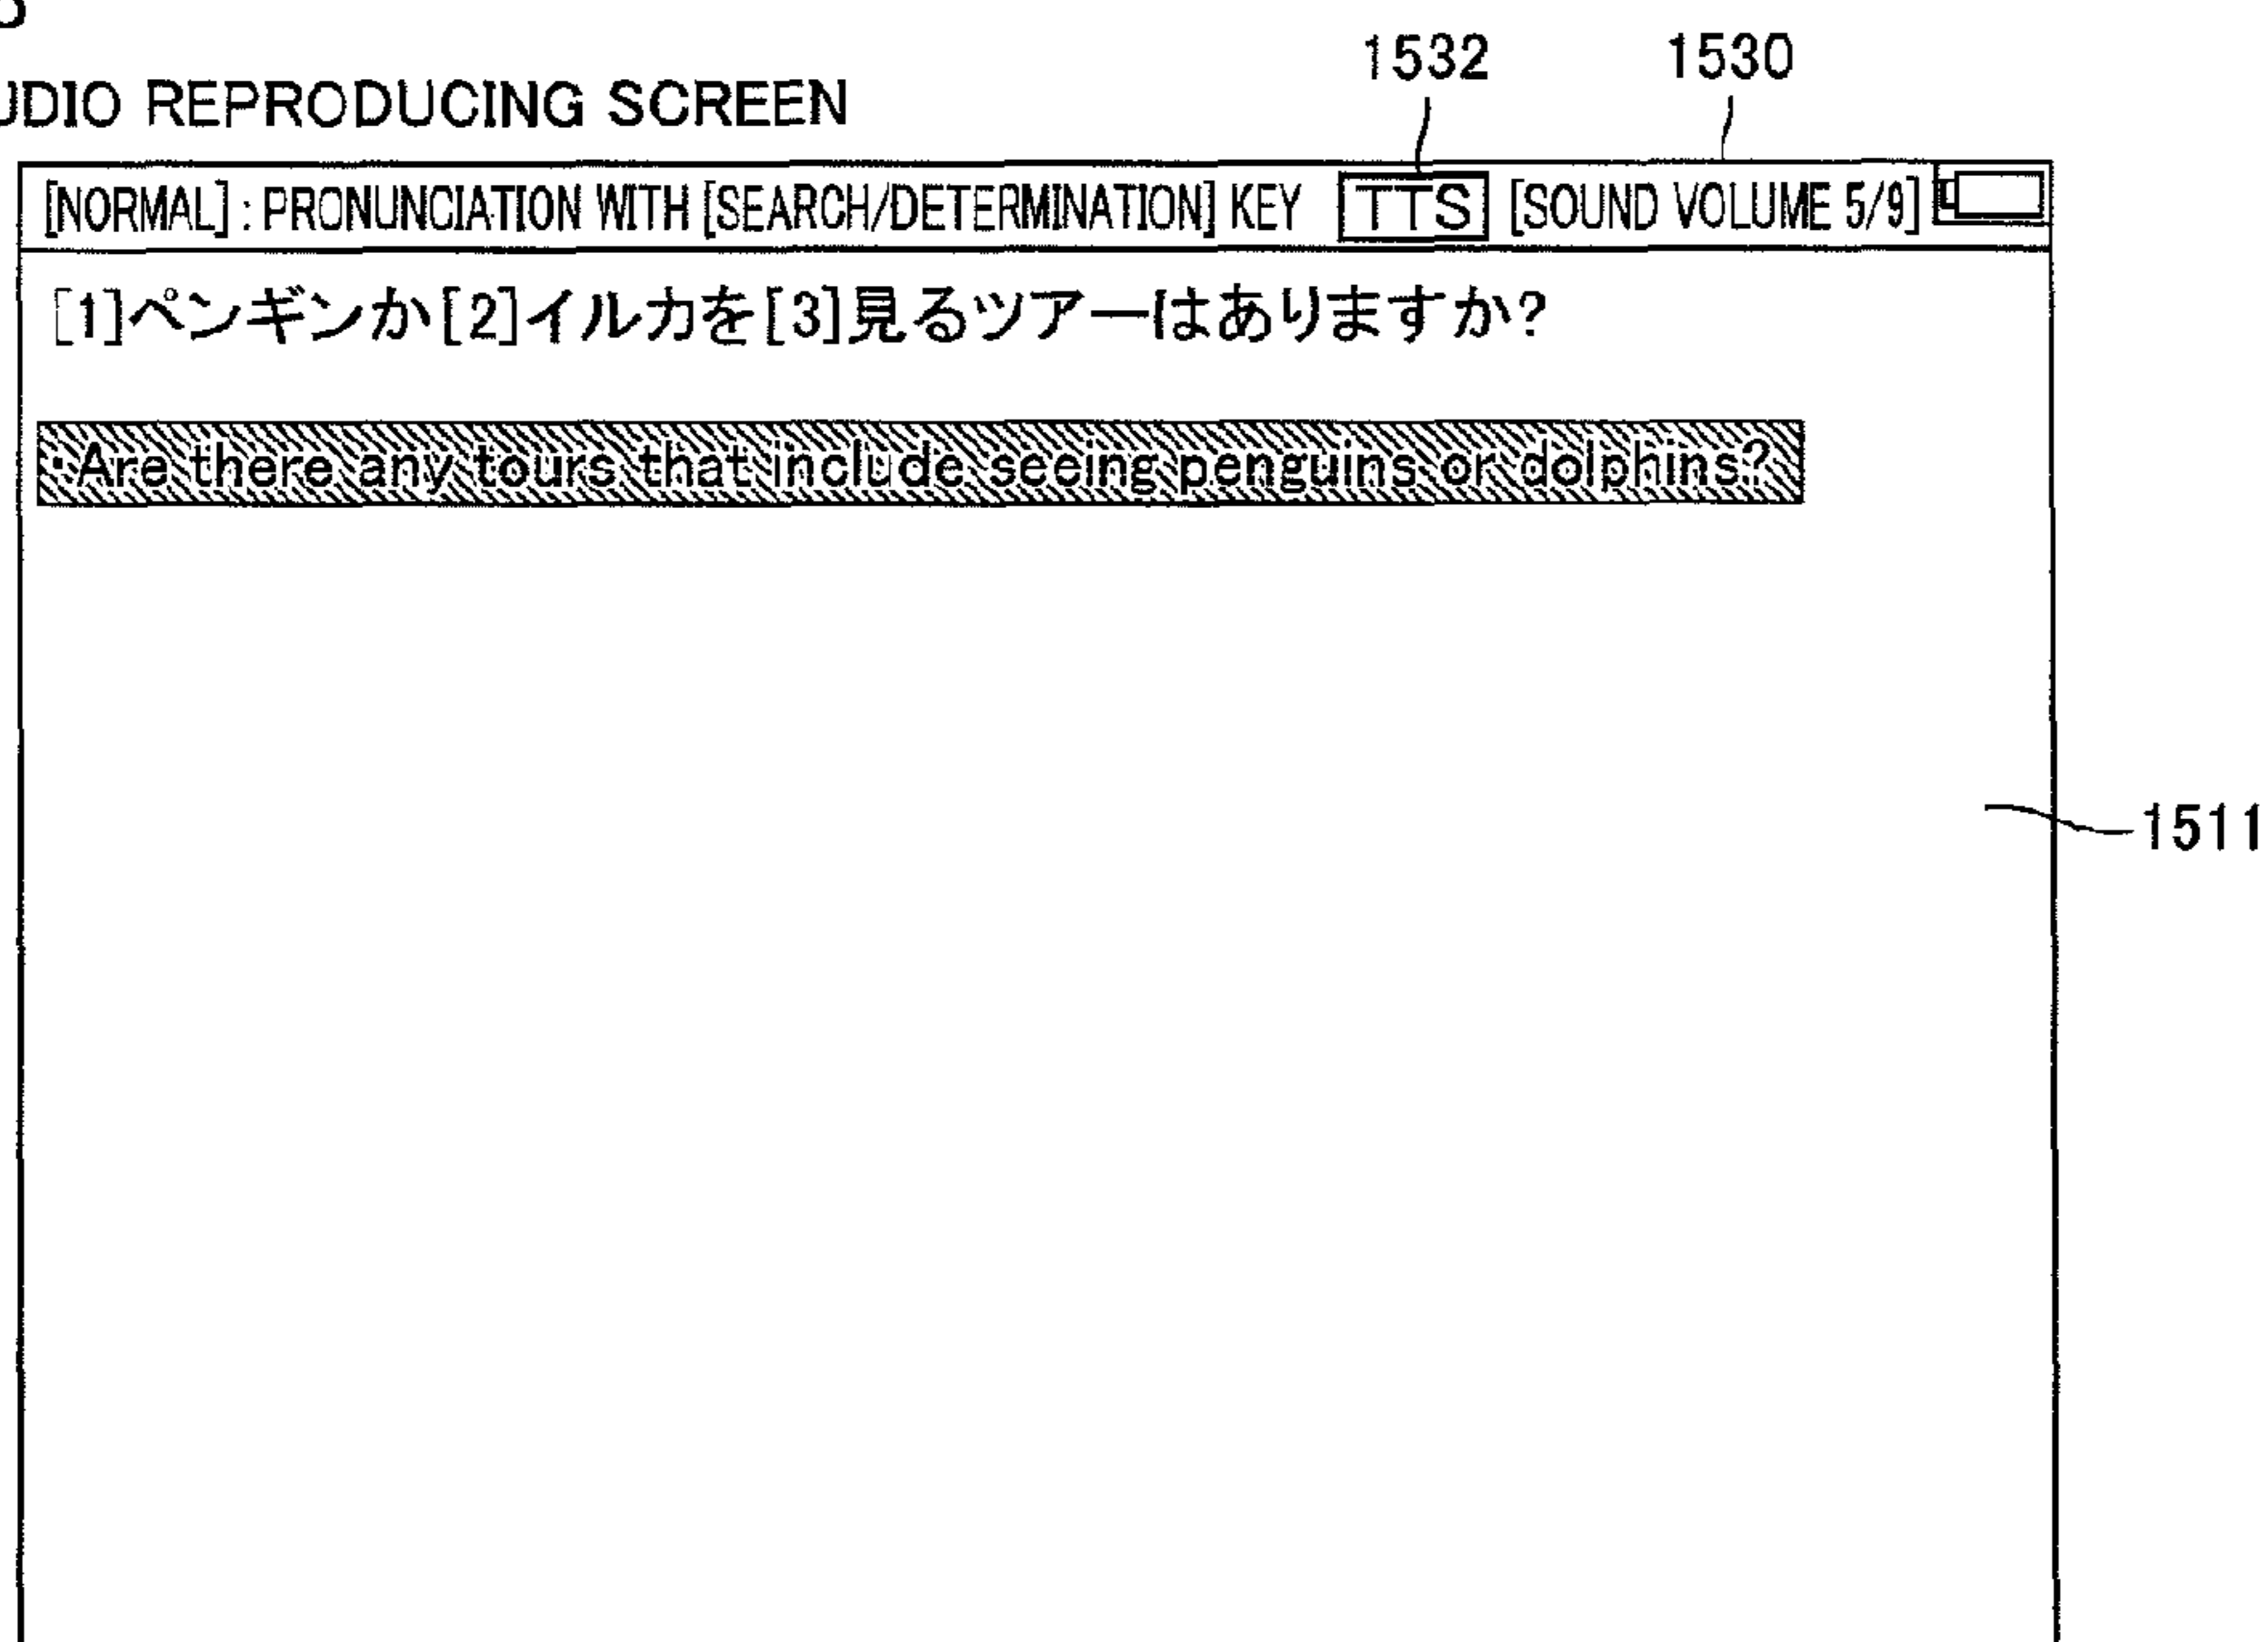 1532 1530
AUDIO REPRODUCING SCREEN
[NORMAL] : PRONUNCIATION WITH [SEARCH/DETERMINATION] KEY TTS [SOUND VOLUME 5/9]
[1]ペンギンか[2]イルカを[3]見るツアーはありますか?
·Are there any tours that include seeing penguins or dolphins?
1511